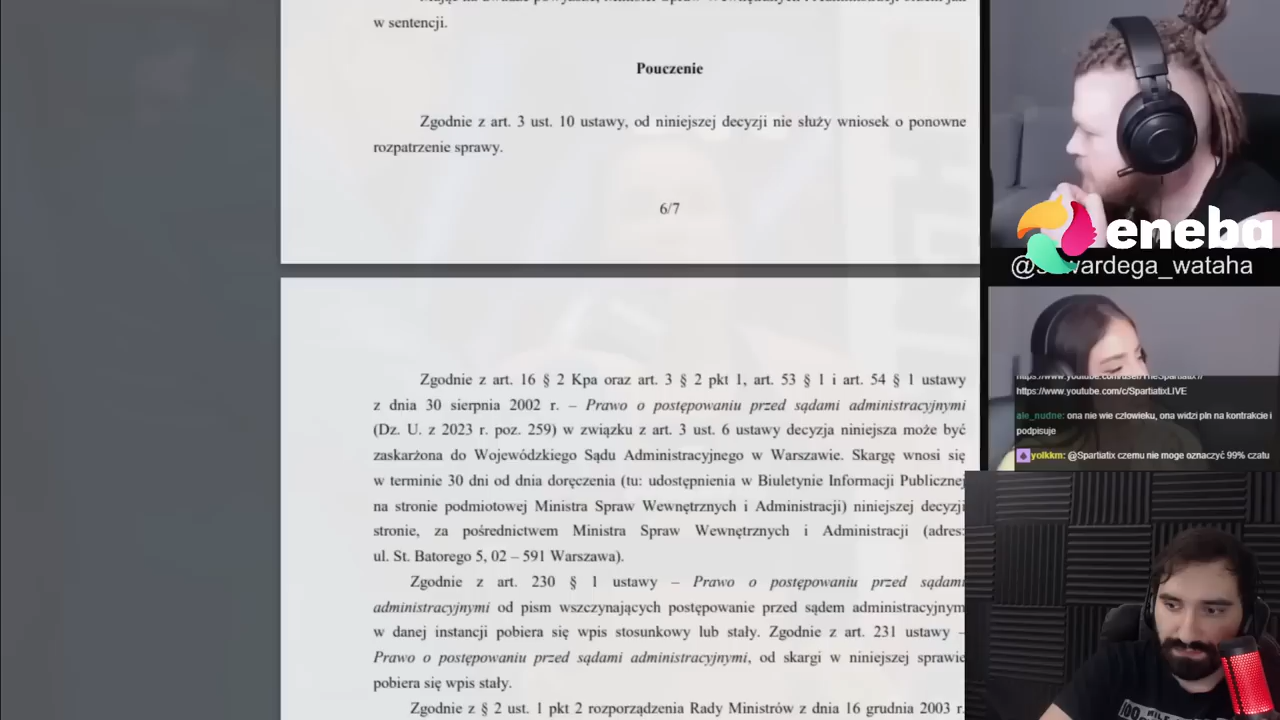 w sentencji.
Pouczenie
Zgodnie z art. 3 ust. 10 ustawy, od niniejszej decyzji nie służy wniosek o ponowne
rozpatrzenie sprawy.
6/7
Zgodnie z art. 16 § 2 Kpa oraz art. 3 § 2 pkt 1, art. 53 § 1 i art. 54 § 1 ustawy
z dnia 30 sierpnia 2002 r. – Prawo o postępowaniu przed sądami administracyjnymi
(Dz. U. z 2023 r. poz. 259) w związku z art. 3 ust. 6 ustawy decyzja niniejsza może być
zaskarżona do Wojewódzkiego Sądu Administracyjnego w Warszawie. Skargę wnosi się
w terminie 30 dni od dnia doręczenia (tu: udostępnienia w Biuletynie Informacji Publicznej
na stronie podmiotowej Ministra Spraw Wewnętrznych i Administracji) niniejszej decyzji
stronie, za pośrednictwem Ministra Spraw Wewnętrznych i Administracji (adres:
ul. St. Batorego 5, 02 – 591 Warszawa).
Zgodnie z art. 230 § 1 ustawy – Prawo o postępowaniu przed sądami
administracyjnymi od pism wszczynających postępowanie przed sądem administracyjnym
w danej instancji pobiera się wpis stosunkowy lub stały. Zgodnie z art. 231 ustawy –
Prawo o postępowaniu przed sądami administracyjnymi, od skargi w niniejszej sprawie
pobiera się wpis stały.
Zgodnie z § 2 ust. 1 pkt 2 rozporządzenia Rady Ministrów z dnia 16 grudnia 2003 r.
eneba
https://www.youtube.com/c/SpartiatixLIVE
ale_nudne: ona nie wie człowieku, ona widzi pln na kontrakcie i
podpisuje
yolkkm: @Spartiatix czemu nie moge oznaczyć 99% czatu